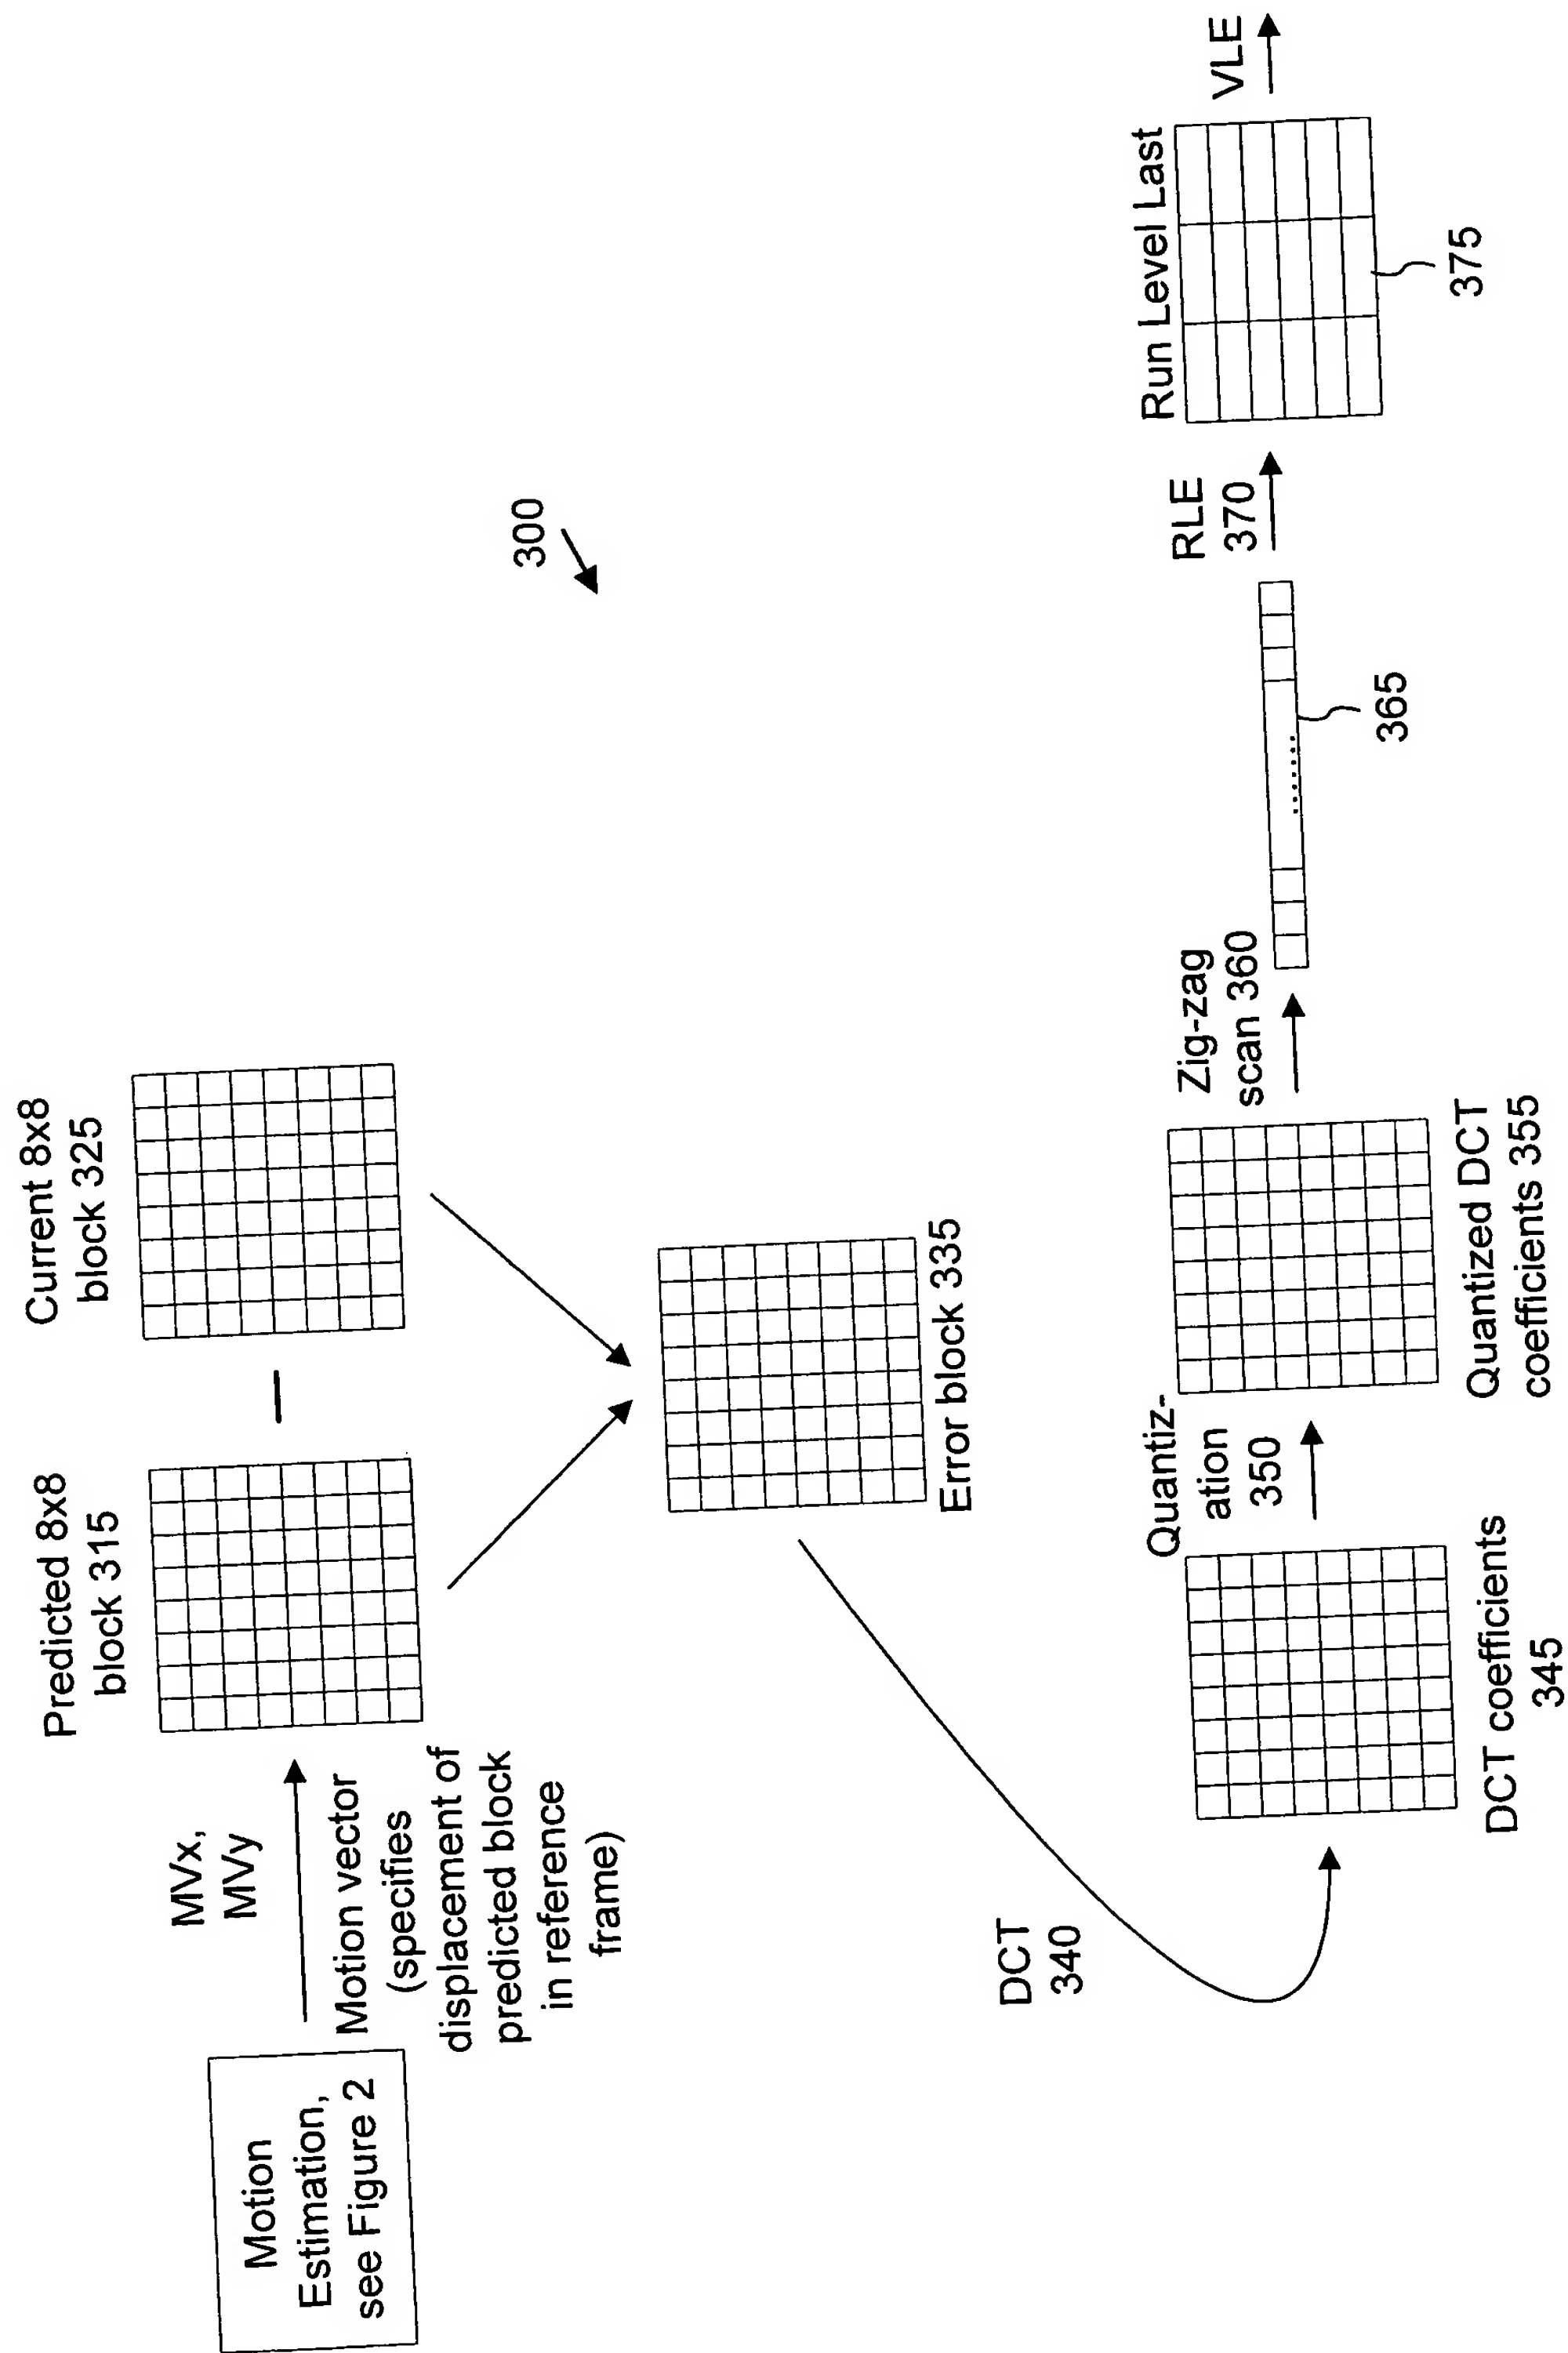 Motion
Estimation,
see Figure 2
MVx,
MVy
Motion vector
(specifies
displacement of
predicted block
in reference
frame)
Predicted 8x8
block 315
Current 8x8
block 325
300
Error block 335
DCT
340
DCT coefficients
345
Quantiz-
ation
350
Quantized DCT
coefficients 355
Zig-zag
scan 360
365
RLE
370
Run Level Last
375
VLE